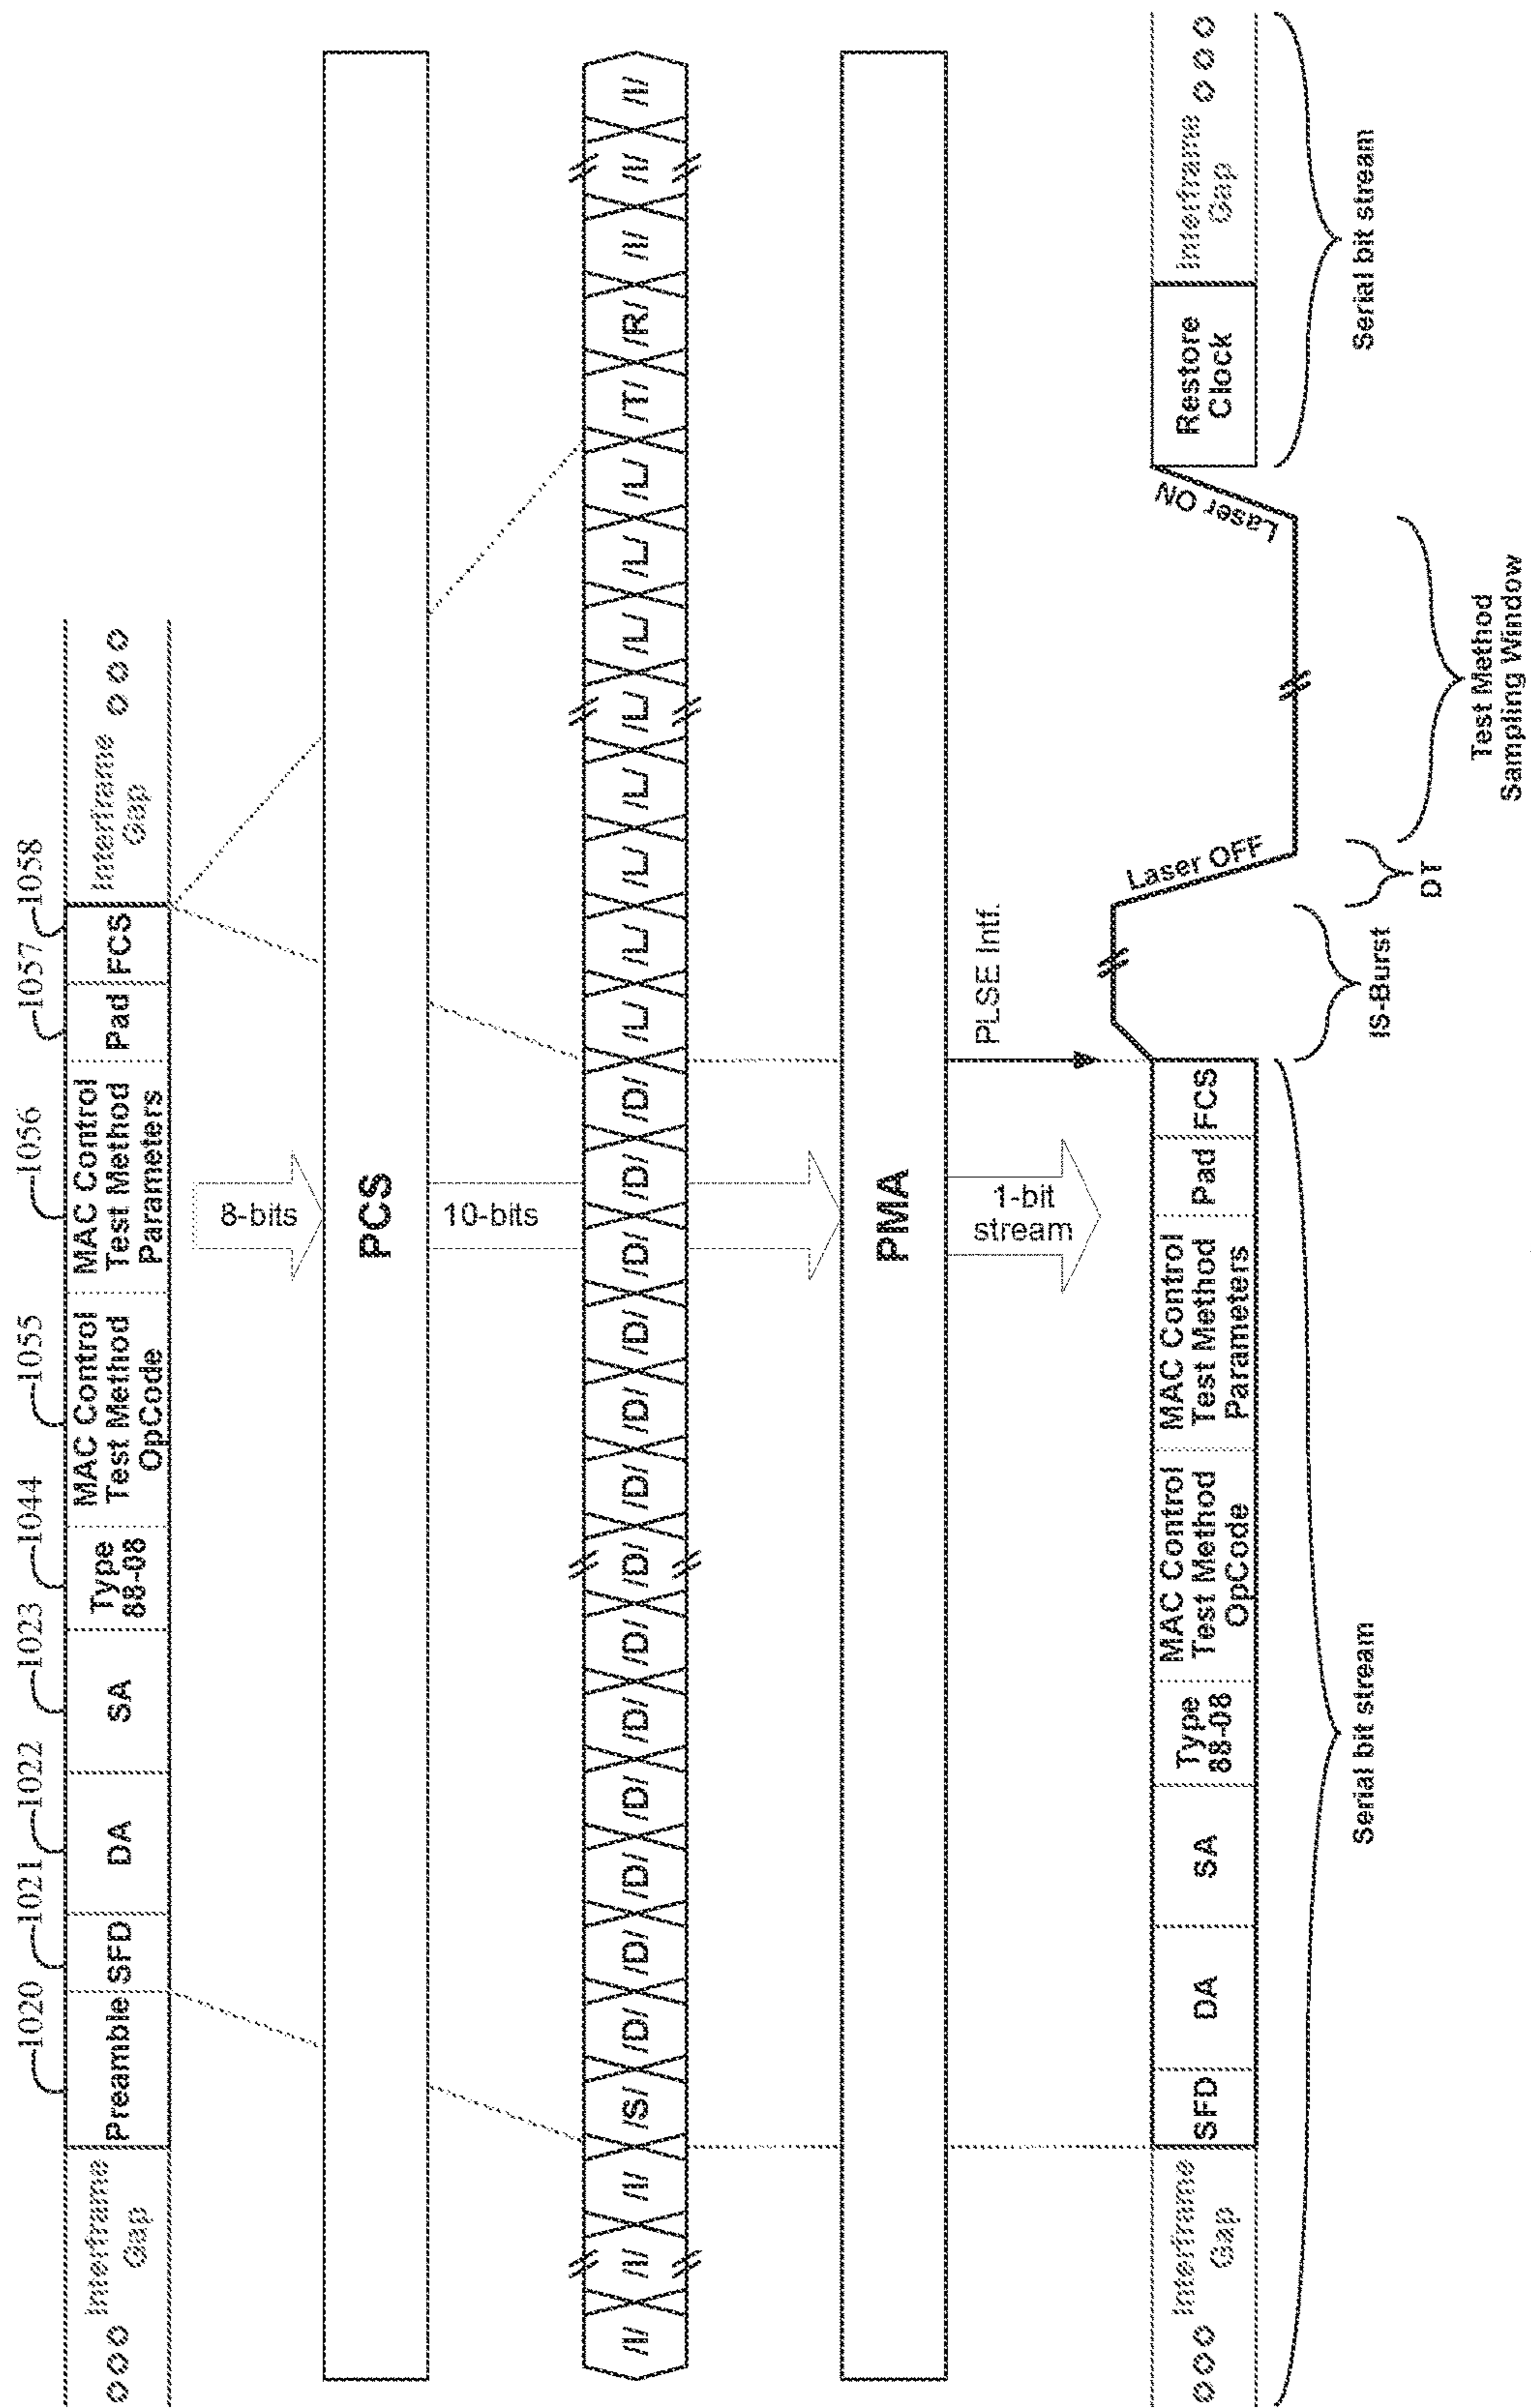 1020 1021 1022 1023 1044 1055 1056 1057 1058
Interframe Gap
Preamble
SFD
DA
SA
Type
88-08
MAC Control
Test Method
OpCode
MAC Control
Test Method
Parameters
Pad
FCS
Interframe
Gap
8-bits
PCS
10-bits
/I/ /I/ /I/ /S/ /D/ /D/ /D/ /D/ /D/ /D/ /D/ /D/ /D/ /D/ /D/ /D/ /D/ /L/ /L/ /L/ /L/ /L/ /L/ /L/ /L/ /T/ /R/ /I/ /I/ /I/
PMA
1-bit
stream
PLSE Intf.
Interframe
Gap
SFD
DA
SA
Type
88-08
MAC Control
Test Method
OpCode
MAC Control
Test Method
Parameters
Pad
FCS
Laser OFF
Laser ON
Restore
Clock
Interframe
Gap
Serial bit stream
IS-Burst
DT
Test Method
Sampling Window
Serial bit stream